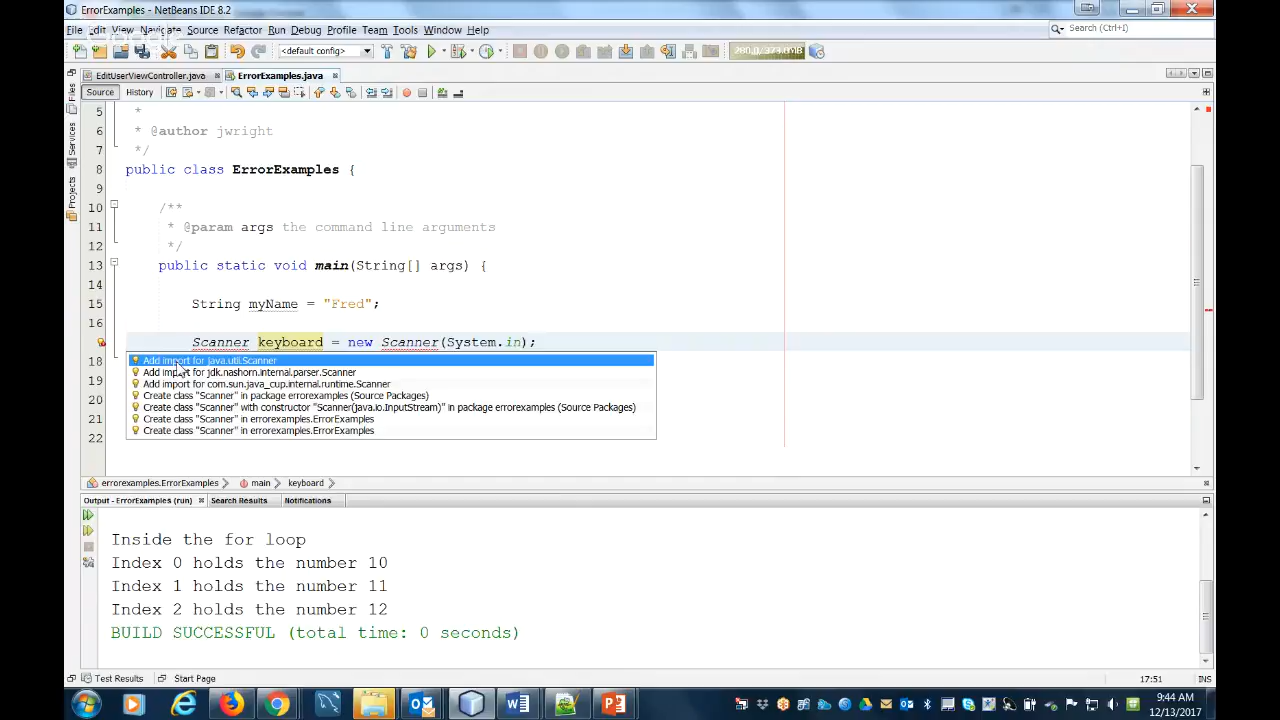 ErrorExamples - NetBeans IDE 8.2
File Edit View Navigate Source Refactor Run Debug Profile Team Tools Window Help
Search (Ctrl+I)
<default config>
280.0/373.0MB
EditUserViewController.java
ErrorExamples.java
Source History
Files
Services
Projects
5 *
6 * @author jwright
7 */
8 public class ErrorExamples {
9
10 /**
11 * @param args the command line arguments
12 */
13 public static void main(String[] args) {
14
15 String myName = "Fred";
16
Scanner keyboard = new Scanner(System.in);
18
19
20
21
22
Add import for java.util.Scanner
Add import for jdk.nashorn.internal.parser.Scanner
Add import for com.sun.java_cup.internal.runtime.Scanner
Create class "Scanner" in package errorexamples (Source Packages)
Create class "Scanner" with constructor "Scanner(java.io.InputStream)" in package errorexamples (Source Packages)
Create class "Scanner" in errorexamples.ErrorExamples
Create class "Scanner" in errorexamples.ErrorExamples
errorexamples.ErrorExamples main keyboard
Output - ErrorExamples (run) Search Results Notifications
Inside the for loop
Index 0 holds the number 10
Index 1 holds the number 11
Index 2 holds the number 12
BUILD SUCCESSFUL (total time: 0 seconds)
Test Results Start Page
17:51 INS
9:44 AM
12/13/2017